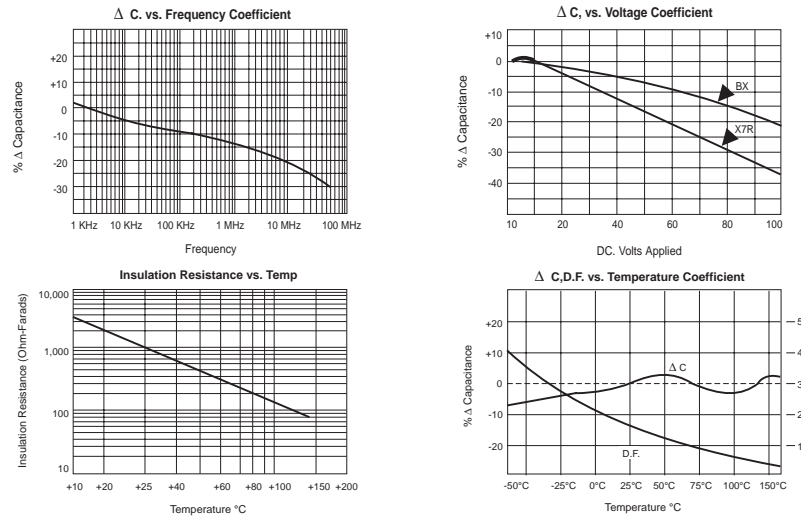 Δ C. vs. Frequency Coefficient
+20
+10
0
-10
-20
-30
% Δ Capacitance
1 KHz 10 KHz 100 KHz 1 MHz 10 MHz 100 MHz
Frequency
Δ C, vs. Voltage Coefficient
+10
0
-10
-20
-30
-40
% Δ Capacitance
BX
X7R
10 20 40 60 80 100
DC. Volts Applied
Insulation Resistance vs. Temp
10,000
1,000
100
10
Insulation Resistance (Ohm-Farads)
+10 +20 +25 +40 +60 +80 +100 +150 +200
Temperature °C
Δ C,D.F. vs. Temperature Coefficient
+20
+10
0
-10
-20
% Δ Capacitance
Δ C
D.F.
5
4
3
2
1
-50°C -25°C 0°C 25°C 50°C 75°C 100°C 150°C
Temperature °C